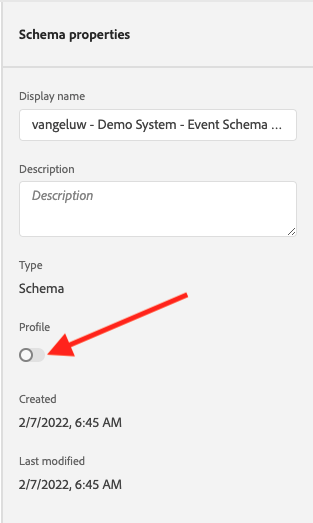 Schema properties
Display name
vangeluw - Demo System - Event Schema ...
Description
Description
Type
Schema
Profile
Created
2/7/2022, 6:45 AM
Last modified
2/7/2022, 6:45 AM